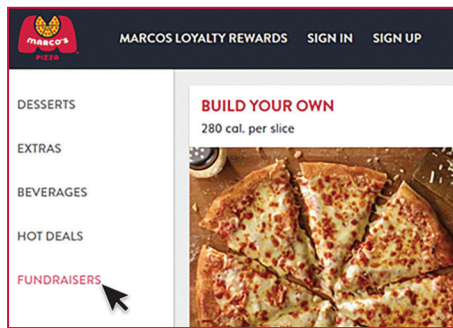 MARCO'S
PIZZA
MARCOS LOYALTY REWARDS SIGN IN SIGN UP
DESSERTS
EXTRAS
BEVERAGES
HOT DEALS
FUNDRAISERS
BUILD YOUR OWN
280 cal. per slice